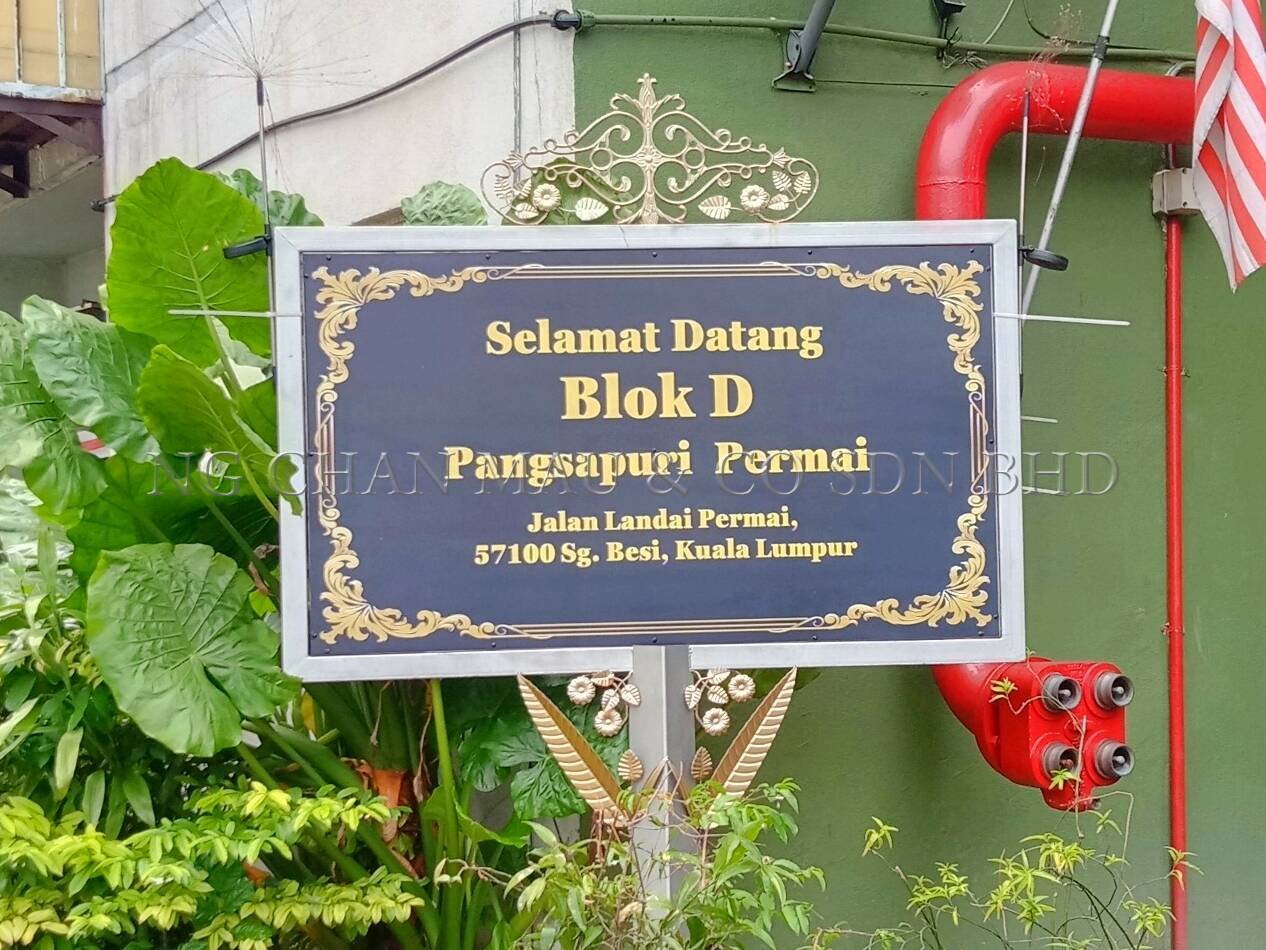 Selamat Datang
Blok D
Pangsapuri Permai
NG CHAN MAU & CO SDN BHD
Jalan Landai Permai,
57100 Sg. Besi, Kuala Lumpur